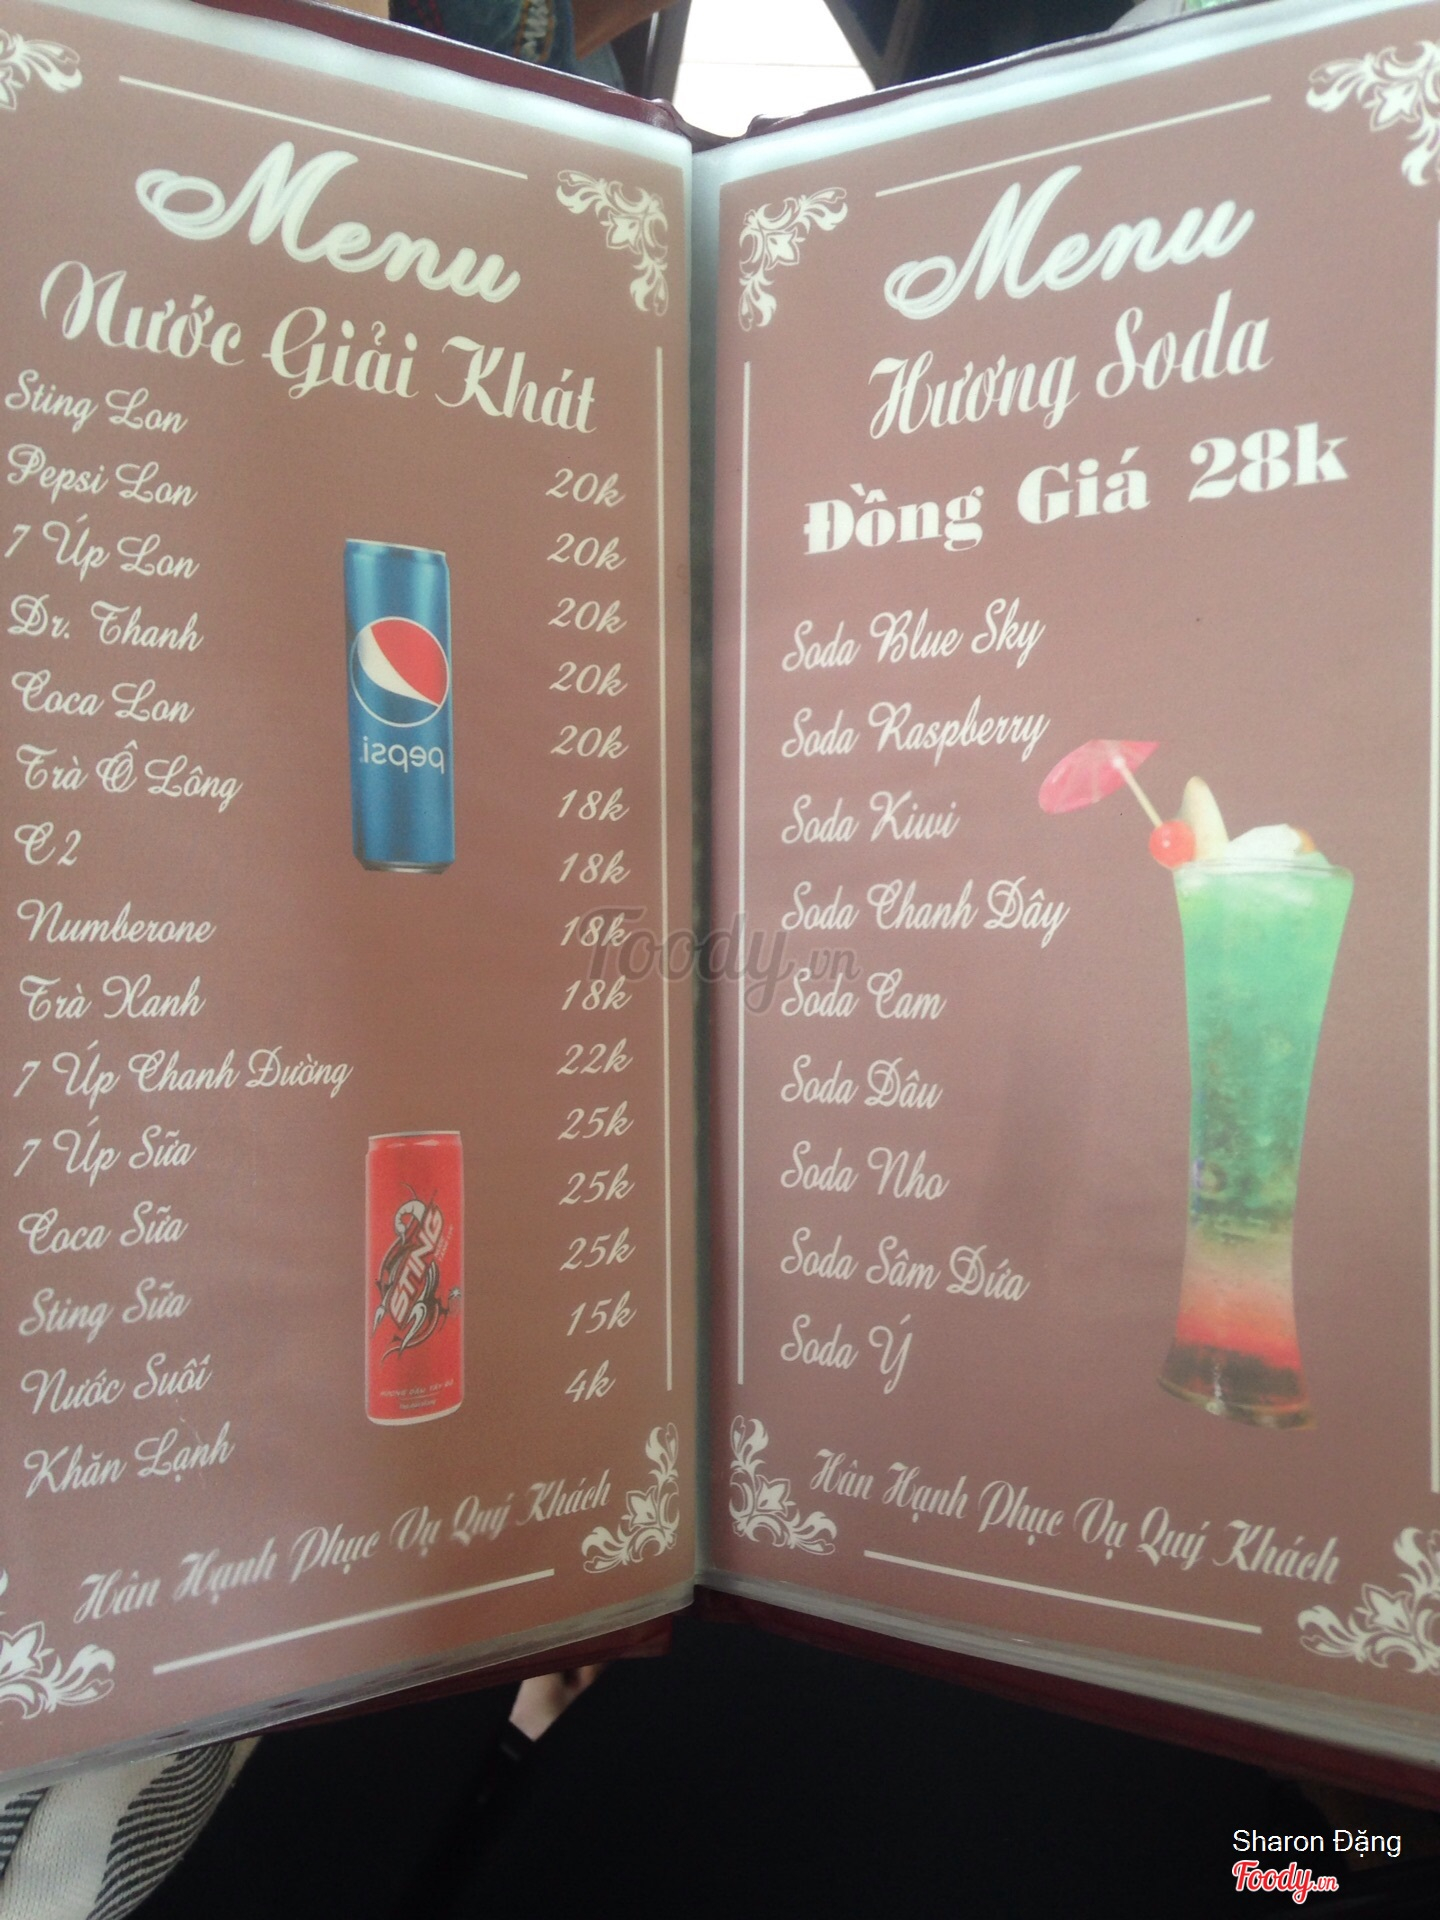 Menu
Nước Giải Khát
Sting Lon 20k
Pepsi Lon 20k
7 Úp Lon 20k
Dr. Thanh 20k
Coca Lon 20k
Trà Ô Lông 18k
C2 18k
Numberone 18k
Trà Xanh 18k
7 Úp Chanh Đường 22k
7 Úp Sữa 25k
Coca Sữa 25k
Sting Sữa 25k
Nước Suối 15k
Khăn Lạnh 4k
pepsi
STING
Hân Hạnh Phục Vụ Quý Khách
Menu
Hương Soda
Đồng Giá 28k
Soda Blue Sky
Soda Raspberry
Soda Kiwi
Soda Chanh Dây
Soda Cam
Soda Dâu
Soda Nho
Soda Sâm Dứa
Soda Ý
Hân Hạnh Phục Vụ Quý Khách
Foody.vn
Sharon Đặng
Foody.vn